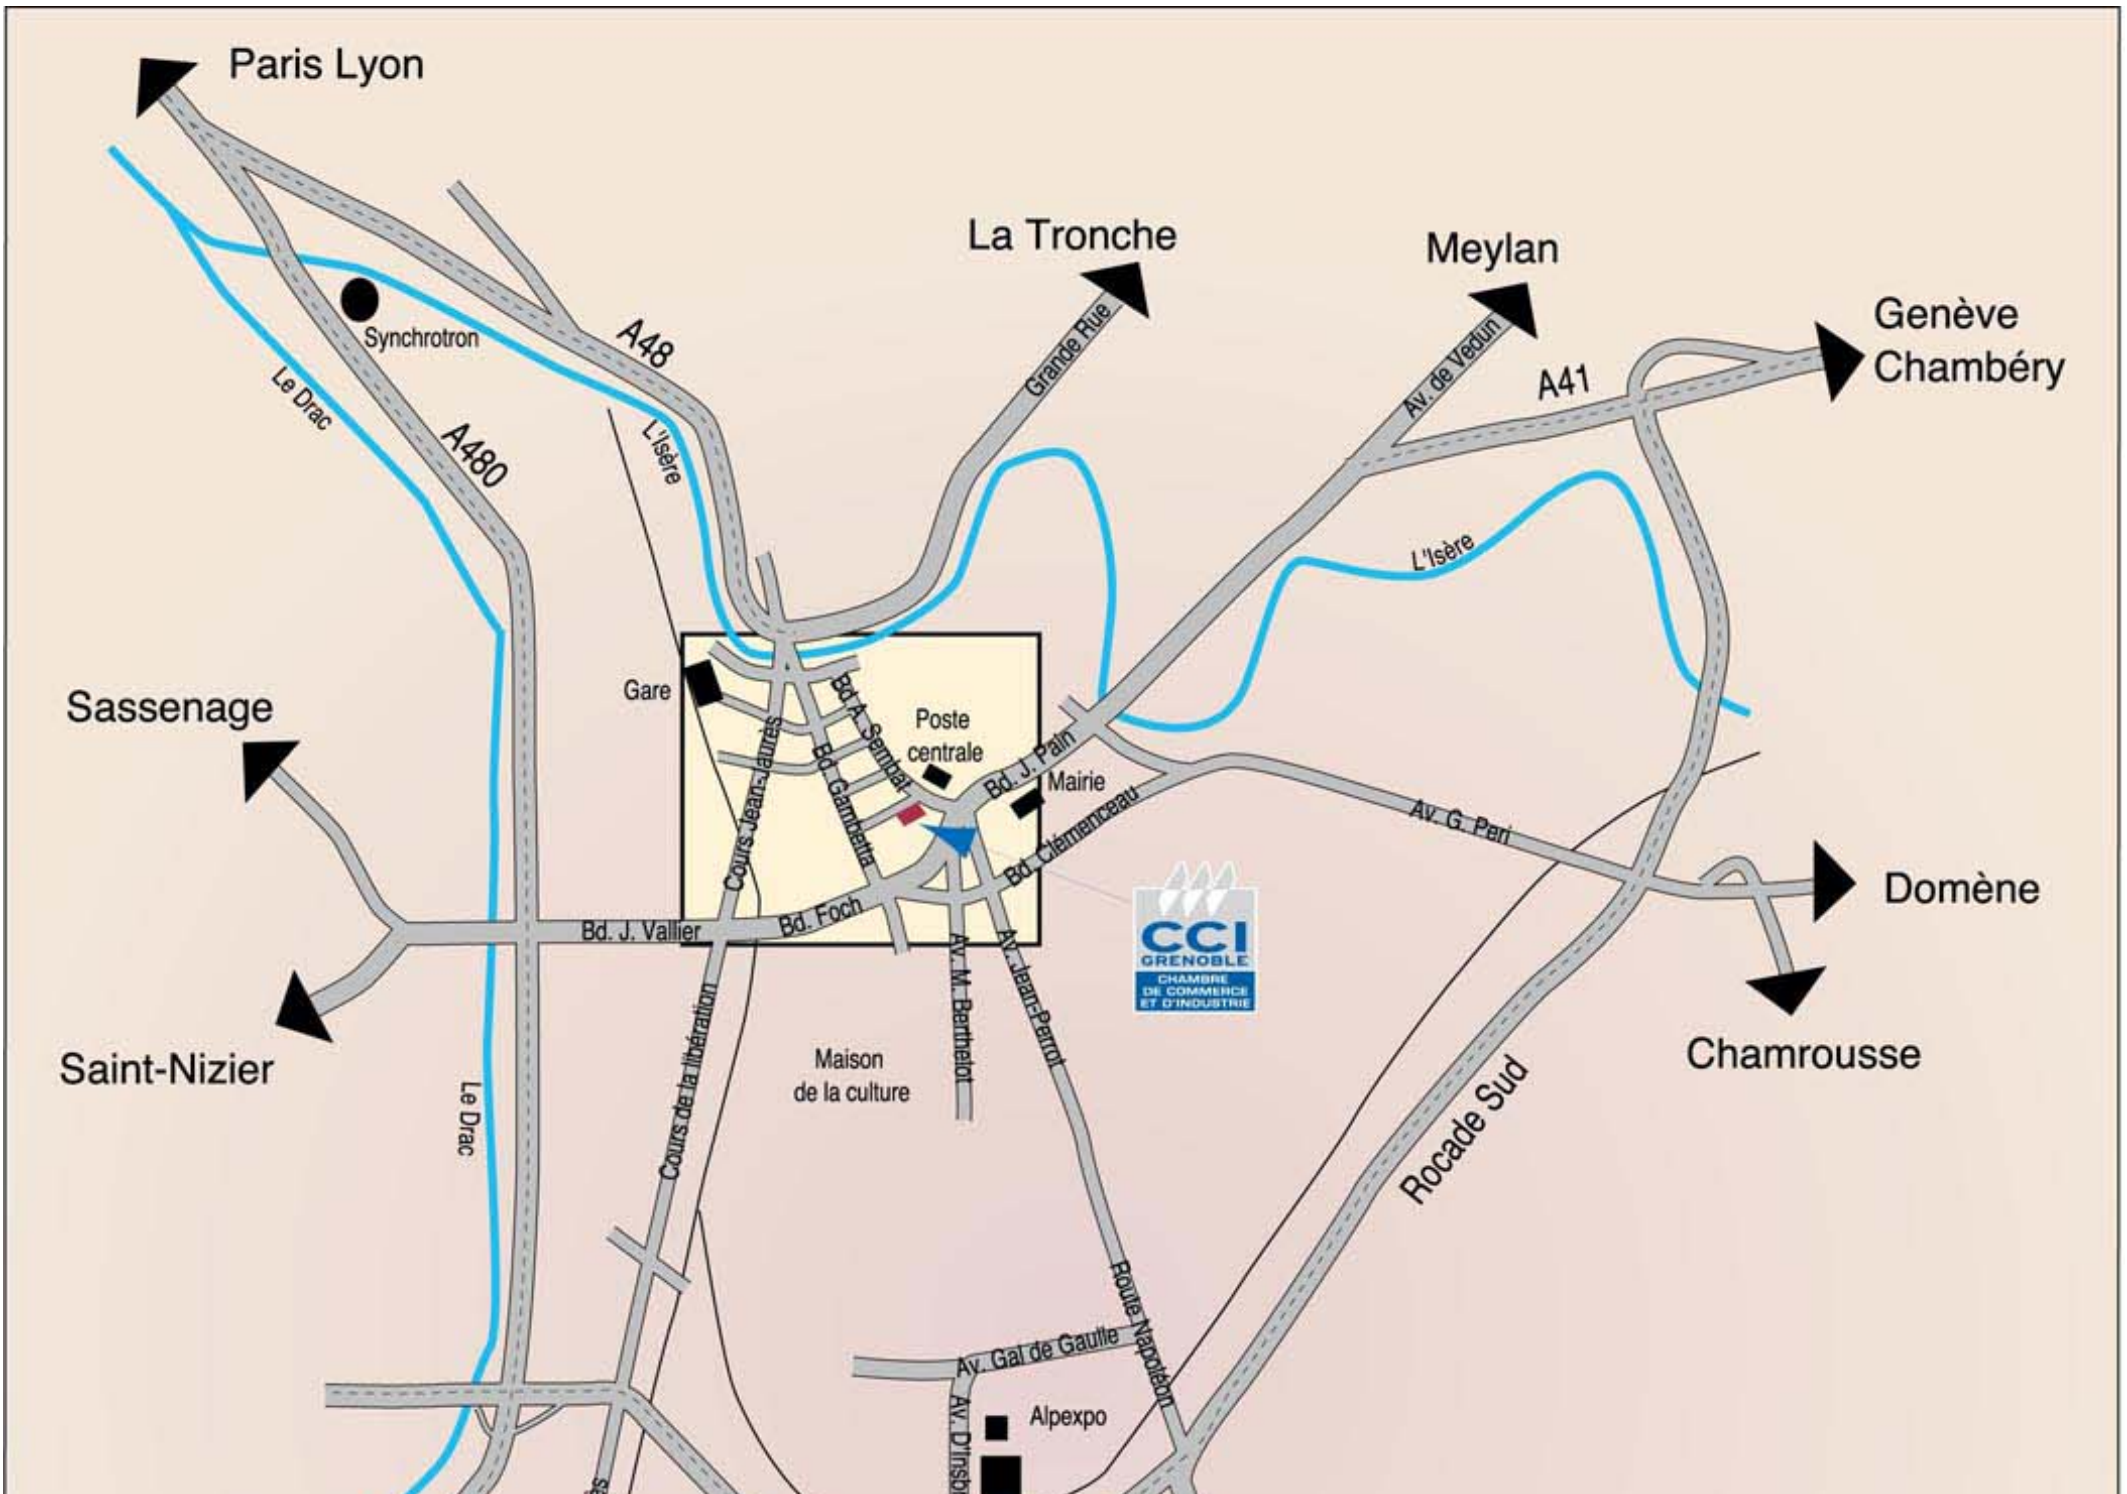 Paris Lyon
La Tronche
Meylan
Genève
Chambéry
Synchrotron
A48
Grande Rue
Av. de Vedun
A41
Le Drac
A480
L'Isère
L'Isère
Gare
Sassenage
Bd. A. Sembat
Poste
centrale
Bd. J. Pain
Mairie
Cours Jean-Jaurès
Bd. Gambetta
Bd. Clémenceau
Av. G. Peri
Domène
Bd. J. Vallier
Bd. Foch
CCI
GRENOBLE
CHAMBRE
DE COMMERCE
ET D'INDUSTRIE
Saint-Nizier
Cours de la libération
Av. M. Berthelot
Av. Jean-Perrot
Maison
de la culture
Chamrousse
Le Drac
Rocade Sud
Route Napoléon
Av. Gal de Gaulle
Alpexpo
Av. D'Insb